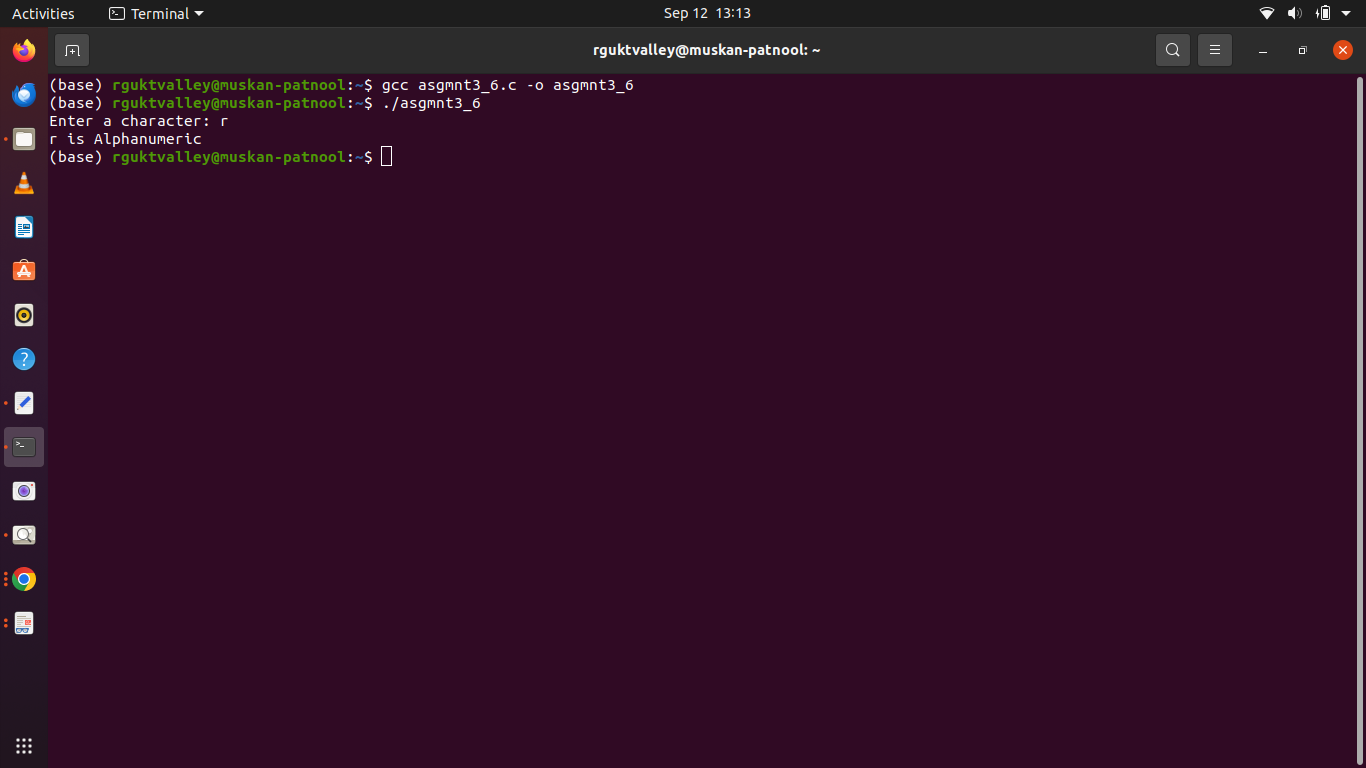 Activities Terminal Sep 12 13:13
rguktvalley@muskan-patnool: ~
(base) rguktvalley@muskan-patnool:~$ gcc asgmnt3_6.c -o asgmnt3_6
(base) rguktvalley@muskan-patnool:~$ ./asgmnt3_6
Enter a character: r
r is Alphanumeric
(base) rguktvalley@muskan-patnool:~$